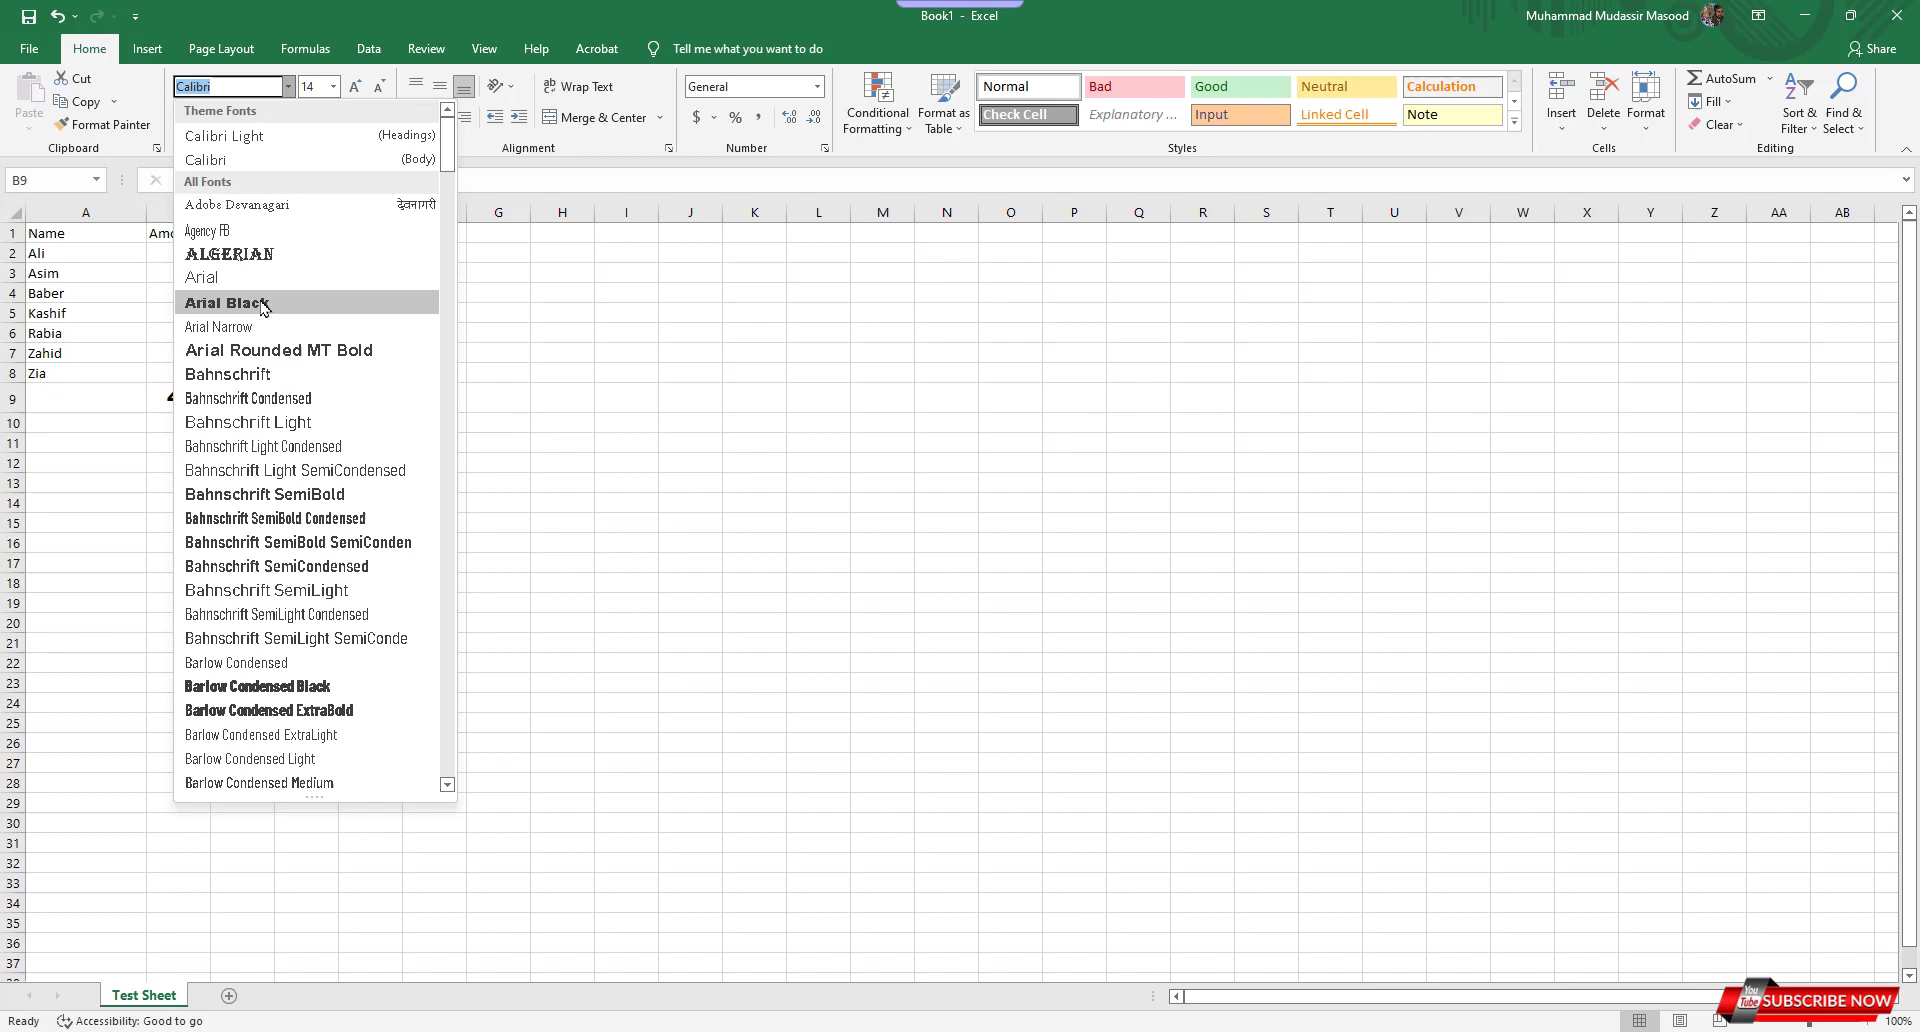 Book1 - Excel
Muhammad Mudassir Masood
File Home Insert Page Layout Formulas Data Review View Help Acrobat Tell me what you want to do Share
Paste
Cut
Copy
Format Painter
Clipboard
Calibri 14
Wrap Text
Merge & Center
Alignment
General
$ % ,
Number
Conditional Formatting
Format as Table
Normal Bad Good Neutral Calculation
Check Cell Explanatory ... Input Linked Cell Note
Styles
Insert Delete Format
Cells
AutoSum
Fill
Clear
Sort & Filter
Find & Select
Editing
B9
Theme Fonts
Calibri Light (Headings)
Calibri (Body)
All Fonts
Adobe Devanagari देवनागरी
Agency FB
ALGERIAN
Arial
Arial Black
Arial Narrow
Arial Rounded MT Bold
Bahnschrift
Bahnschrift Condensed
Bahnschrift Light
Bahnschrift Light Condensed
Bahnschrift Light SemiCondensed
Bahnschrift SemiBold
Bahnschrift SemiBold Condensed
Bahnschrift SemiBold SemiConden
Bahnschrift SemiCondensed
Bahnschrift SemiLight
Bahnschrift SemiLight Condensed
Bahnschrift SemiLight SemiConde
Barlow Condensed
Barlow Condensed Black
Barlow Condensed ExtraBold
Barlow Condensed ExtraLight
Barlow Condensed Light
Barlow Condensed Medium
A G H I J K L M N O P Q R S T U V W X Y Z AA AB
1 Name
2 Ali
3 Asim
4 Baber
5 Kashif
6 Rabia
7 Zahid
8 Zia
9
10
11
12
13
14
15
16
17
18
19
20
21
22
23
24
25
26
27
28
29
30
31
32
33
34
35
36
37
Test Sheet
Ready Accessibility: Good to go
You Tube SUBSCRIBE NOW
100%